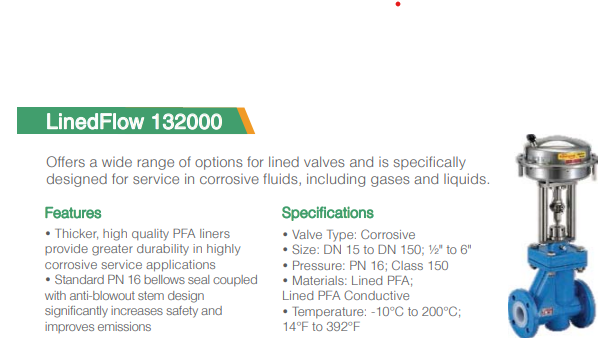 LinedFlow 132000
Offers a wide range of options for lined valves and is specifically
designed for service in corrosive fluids, including gases and liquids.
Features
• Thicker, high quality PFA liners
provide greater durability in highly
corrosive service applications
• Standard PN 16 bellows seal coupled
with anti-blowout stem design
significantly increases safety and
improves emissions
Specifications
• Valve Type: Corrosive
• Size: DN 15 to DN 150; ½" to 6"
• Pressure: PN 16; Class 150
• Materials: Lined PFA;
Lined PFA Conductive
• Temperature: -10°C to 200°C;
14°F to 392°F